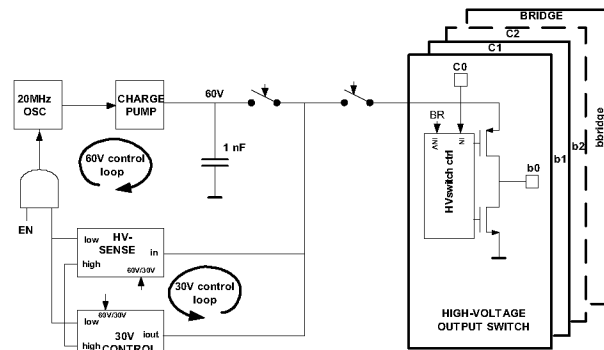 BRIDGE
C2
C1
C0
20MHz
OSC
CHARGE
PUMP
60V
BR
INV
IN
HVswitch ctrl
b0
b1
b2
bbridge
1 nF
60V control
loop
EN
low
high
HV-
SENSE
in
60V/30V
30V control
loop
60V/30V
low
high
30V
CONTROL
iout
HIGH-VOLTAGE
OUTPUT SWITCH